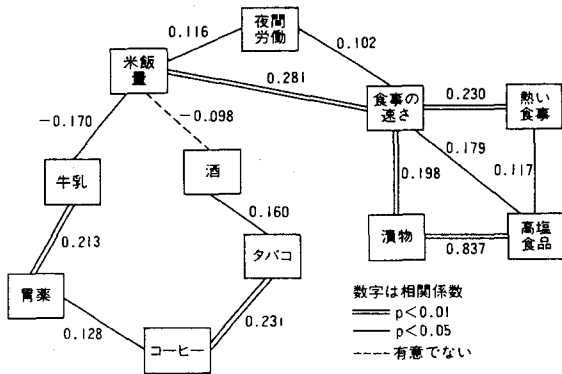 夜間
労働
0.116
0.102
米飯
量
0.281
食事の
速さ
0.230
熱い
食事
−0.170
−0.098
0.198
0.179
0.117
牛乳
酒
0.160
漬物
0.837
高塩
食品
0.213
タバコ
胃薬
0.231
0.128
コーヒー
数字は相関係数
p<0.01
p<0.05
有意でない